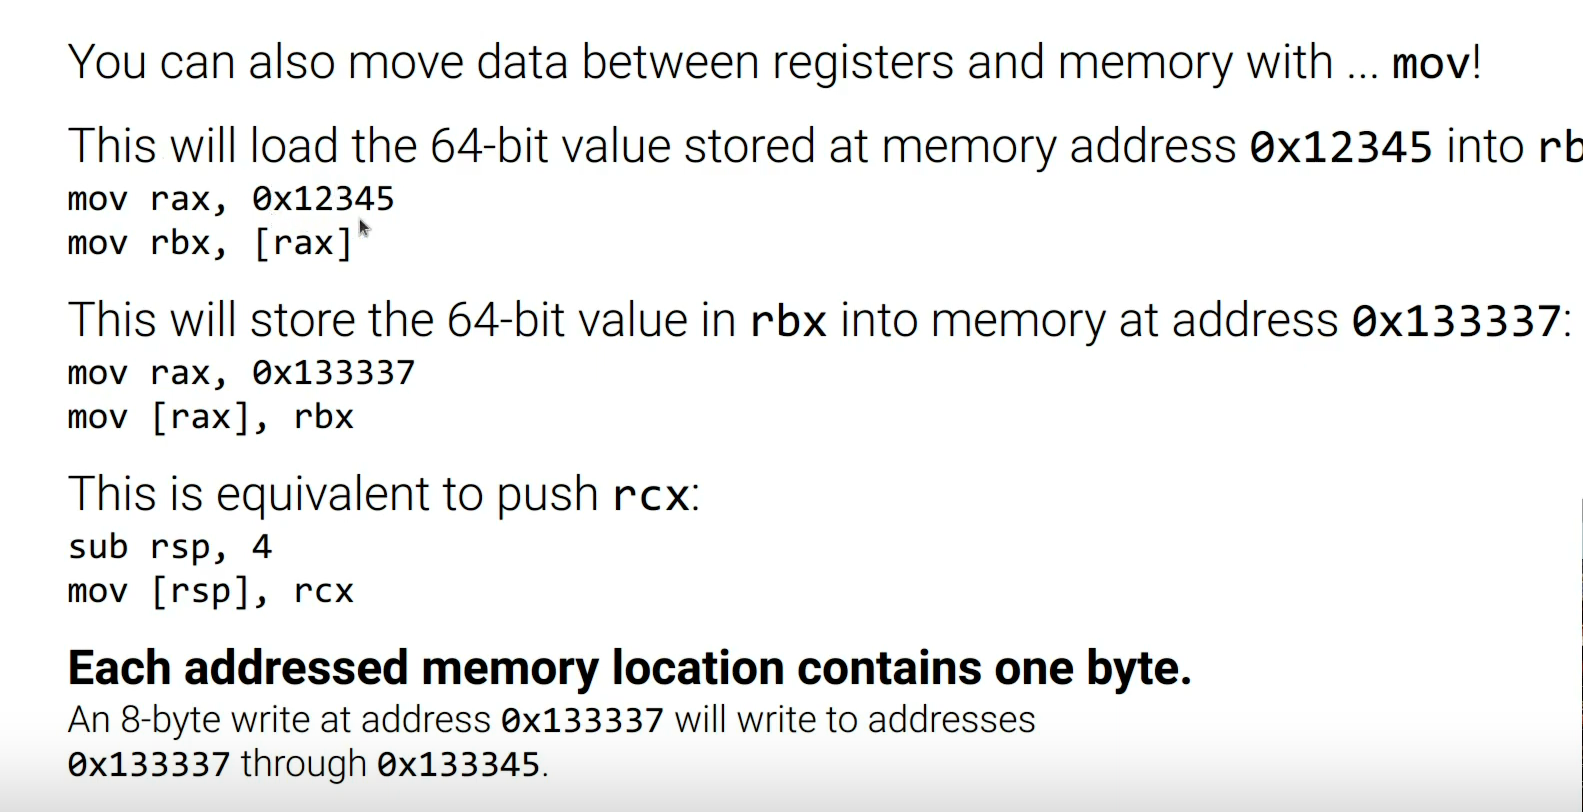 You can also move data between registers and memory with ... mov!
This will load the 64-bit value stored at memory address 0x12345 into rb
mov rax, 0x12345
mov rbx, [rax]
This will store the 64-bit value in rbx into memory at address 0x133337:
mov rax, 0x133337
mov [rax], rbx
This is equivalent to push rcx:
sub rsp, 4
mov [rsp], rcx
Each addressed memory location contains one byte.
An 8-byte write at address 0x133337 will write to addresses
0x133337 through 0x133345.